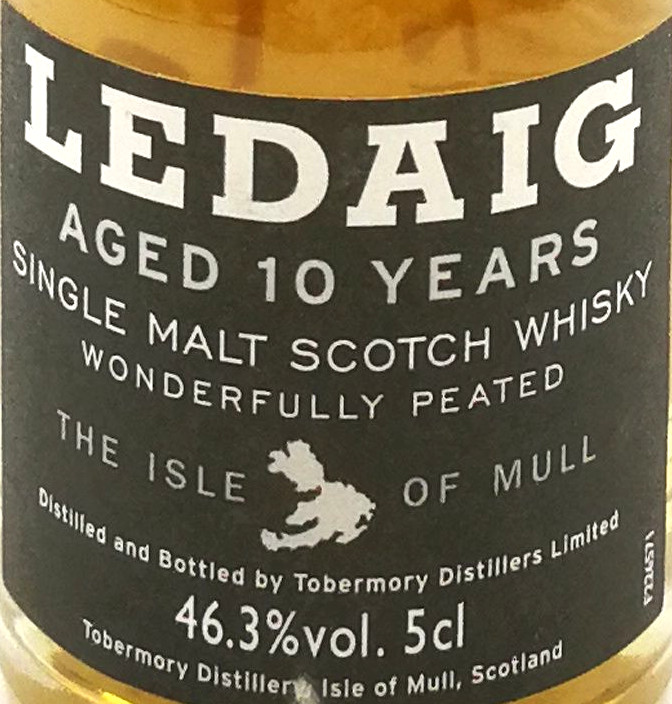 LEDAIG
AGED 10 YEARS
SINGLE MALT SCOTCH WHISKY
WONDERFULLY PEATED
THE ISLE OF MULL
Distilled and Bottled by Tobermory Distillers Limited
46.3%vol. 5cl
Tobermory Distillery, Isle of Mull, Scotland